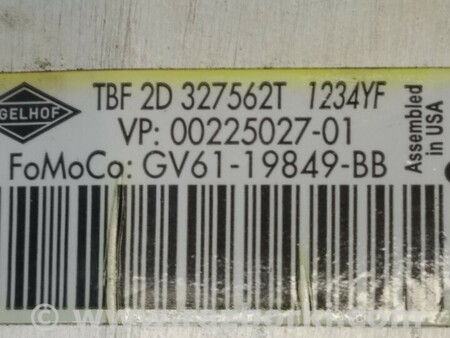 GELHOF
TBF 2D 327562T 1234YF
VP: 00225027-01
FoMoCo: GV61-19849-BB
Assembled
in USA